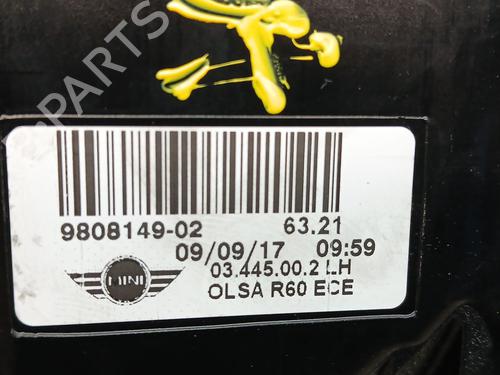 B-PARTS
9808149-02 63.21
09/09/17 09:59
MINI
03.445.00.2 LH
OLSA R60 ECE